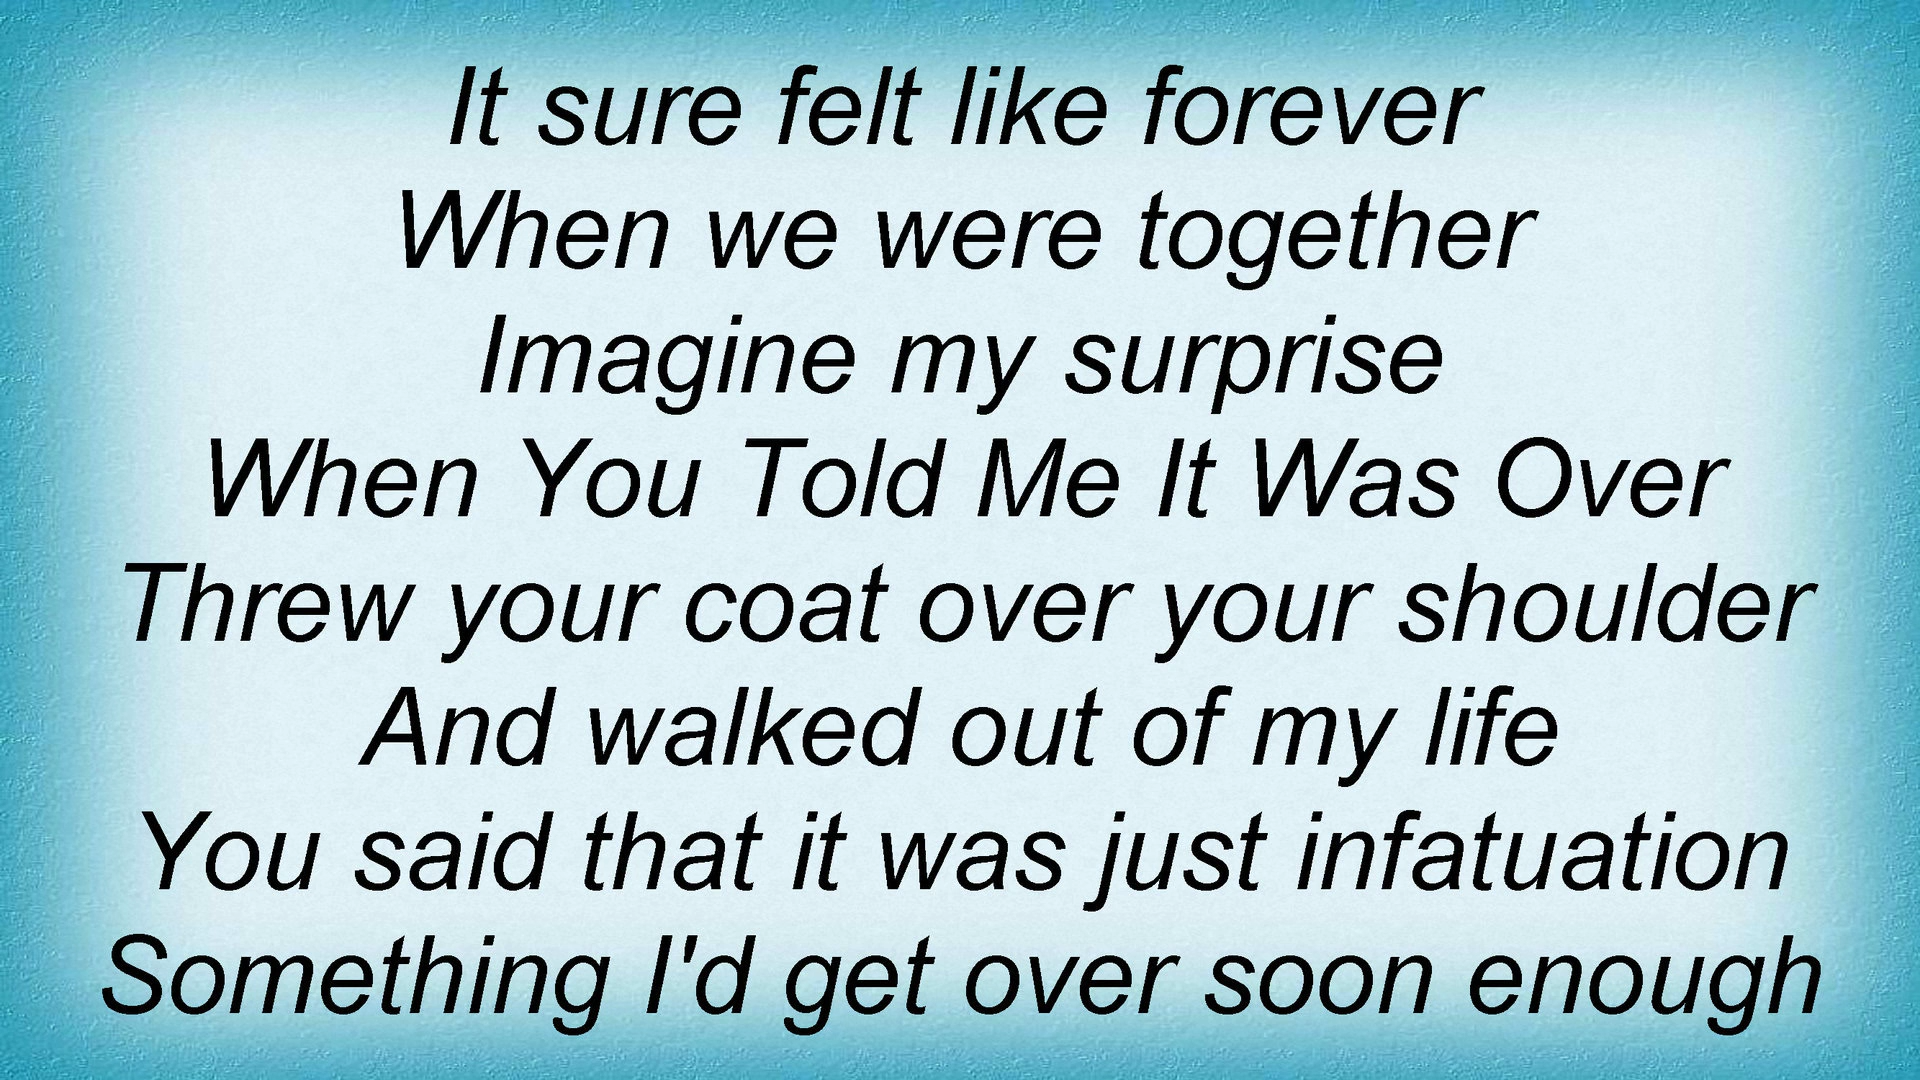 It sure felt like forever
When we were together
Imagine my surprise
When You Told Me It Was Over
Threw your coat over your shoulder
And walked out of my life
You said that it was just infatuation
Something I'd get over soon enough